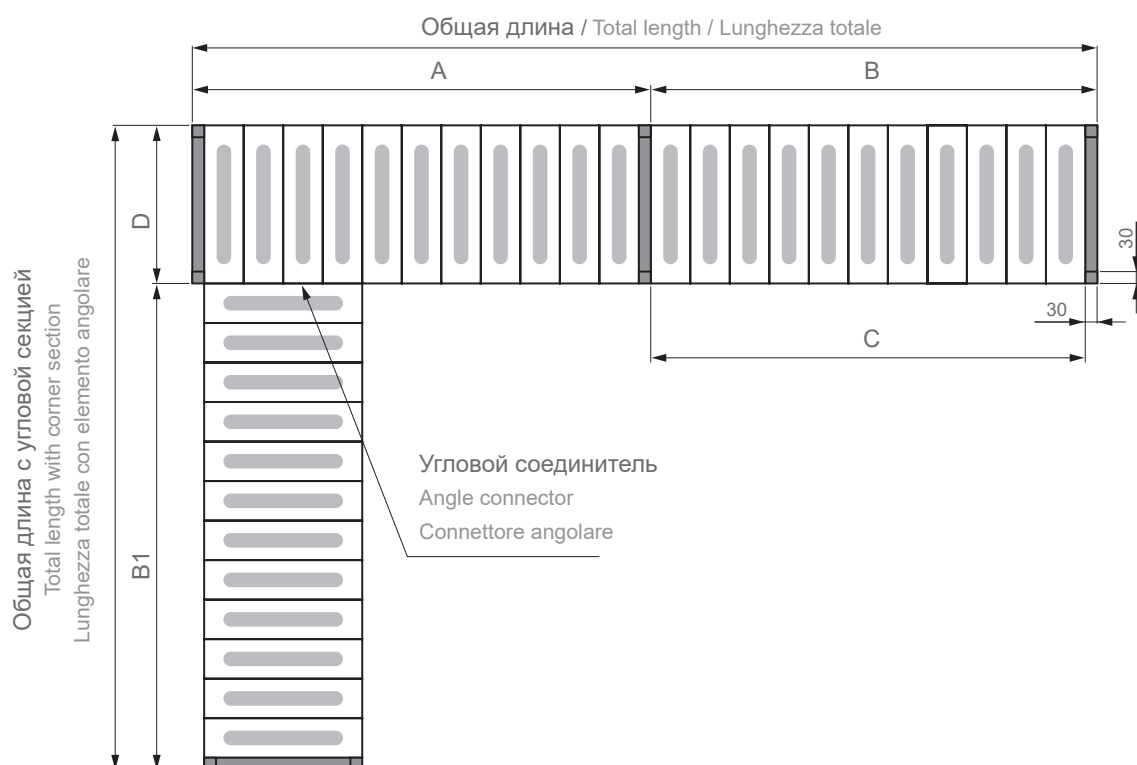 Общая длина / Total length / Lunghezza totale
A
B
D
30
30
C
Общая длина с угловой секцией
Total length with corner section
Lunghezza totale con elemento angolare
B1
Угловой соединитель
Angle connector
Connettore angolare